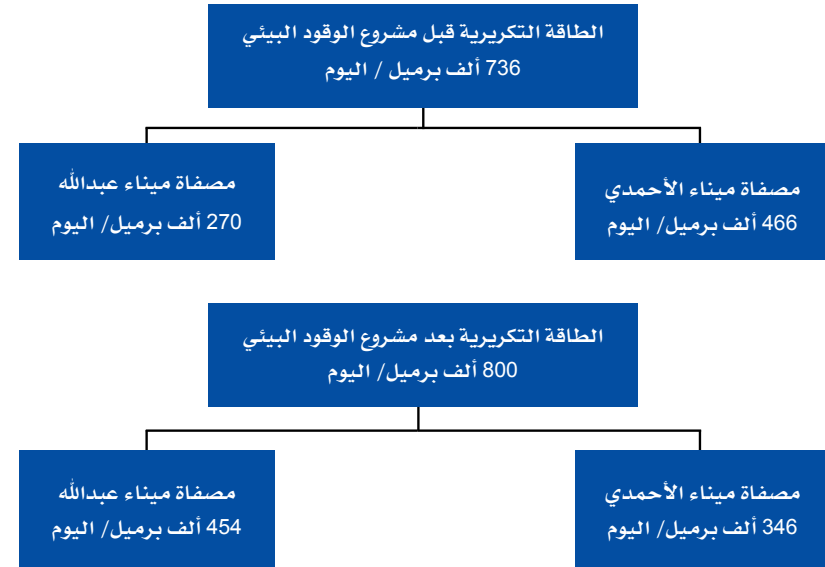 الطاقة التكريرية قبل مشروع الوقود البيئي
736 ألف برميل / اليوم
مصفاة ميناء الأحمدي
466 ألف برميل/ اليوم
مصفاة ميناء عبدالله
270 ألف برميل/ اليوم
الطاقة التكريرية بعد مشروع الوقود البيئي
800 ألف برميل/ اليوم
مصفاة ميناء الأحمدي
346 ألف برميل/ اليوم
مصفاة ميناء عبدالله
454 ألف برميل/ اليوم